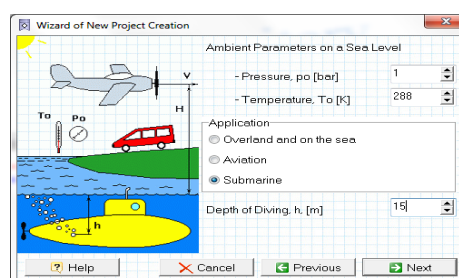 Wizard of New Project Creation
Ambient Parameters on a Sea Level
- Pressure, po [bar] 1
- Temperature, To [K] 288
Application
Overland and on the sea
Aviation
Submarine
Depth of Diving, h, [m] 15
V
H
To Po
h
Help Cancel Previous Next